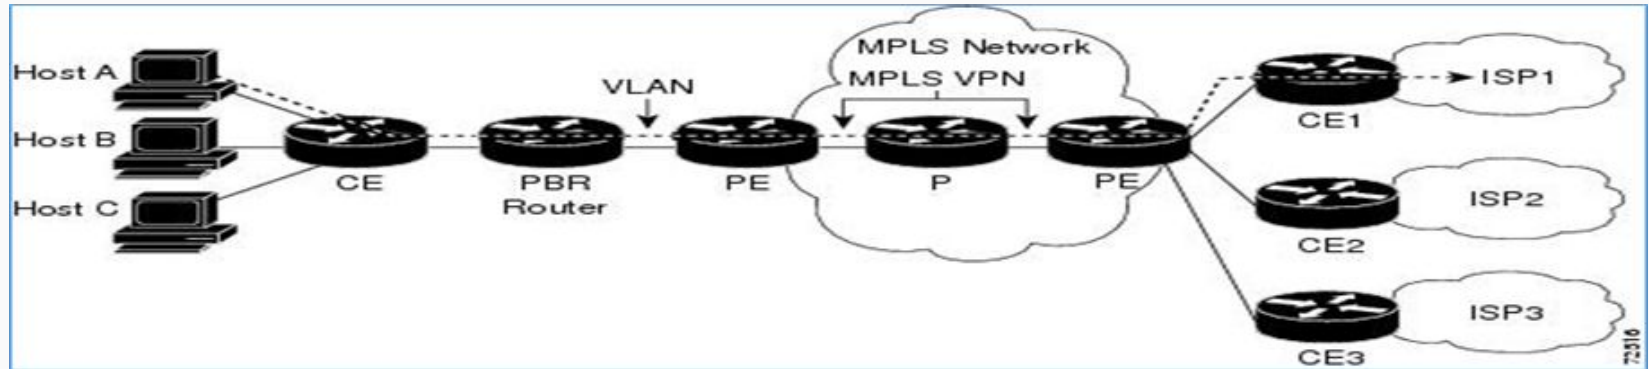 MPLS Network
MPLS VPN
VLAN
Host A
Host B
Host C
CE
PBR
Router
PE
P
PE
CE1
ISP1
CE2
ISP2
CE3
ISP3
72516